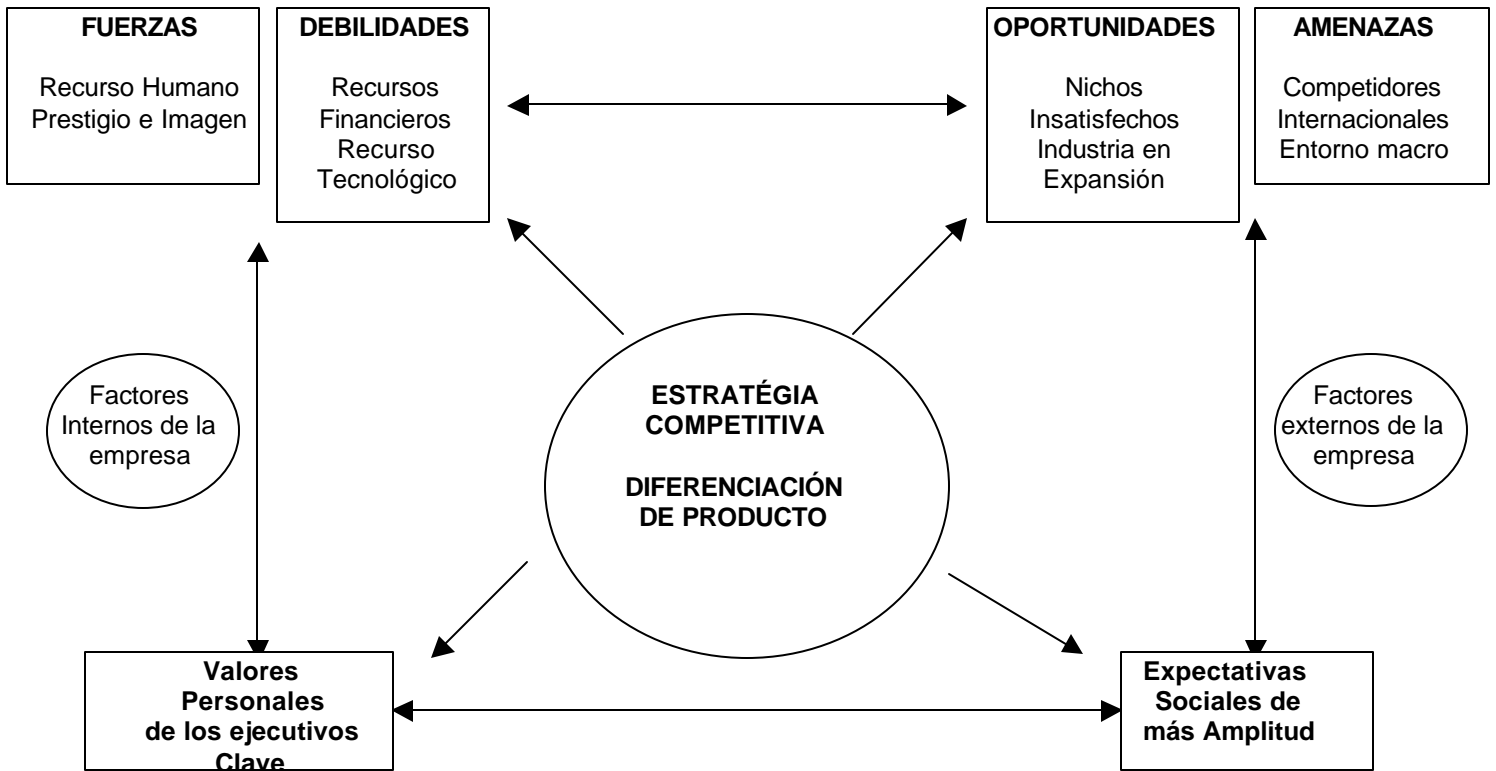 FUERZAS
Recurso Humano
Prestigio e Imagen
DEBILIDADES
Recursos
Financieros
Recurso
Tecnológico
OPORTUNIDADES
Nichos
Insatisfechos
Industria en
Expansión
AMENAZAS
Competidores
Internacionales
Entorno macro
Factores
Internos de la
empresa
ESTRATÉGIA
COMPETITIVA
DIFERENCIACIÓN
DE PRODUCTO
Factores
externos de la
empresa
Valores
Personales
de los ejecutivos
Clave
Expectativas
Sociales de
más Amplitud